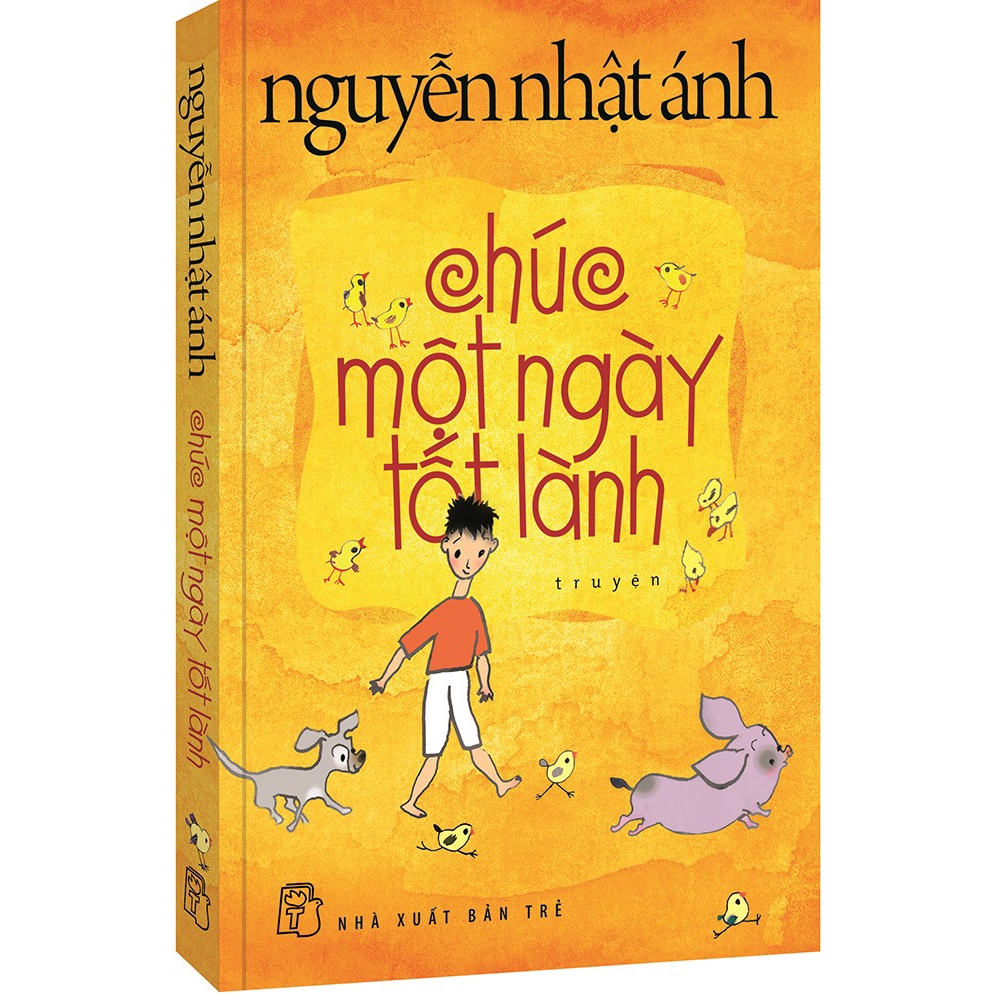 nguyễn nhật ánh
chúc
một ngày
tốt lành
truyện
NHÀ XUẤT BẢN TRẺ
nguyễn nhật ánh
chúc một ngày tốt lành
T
T